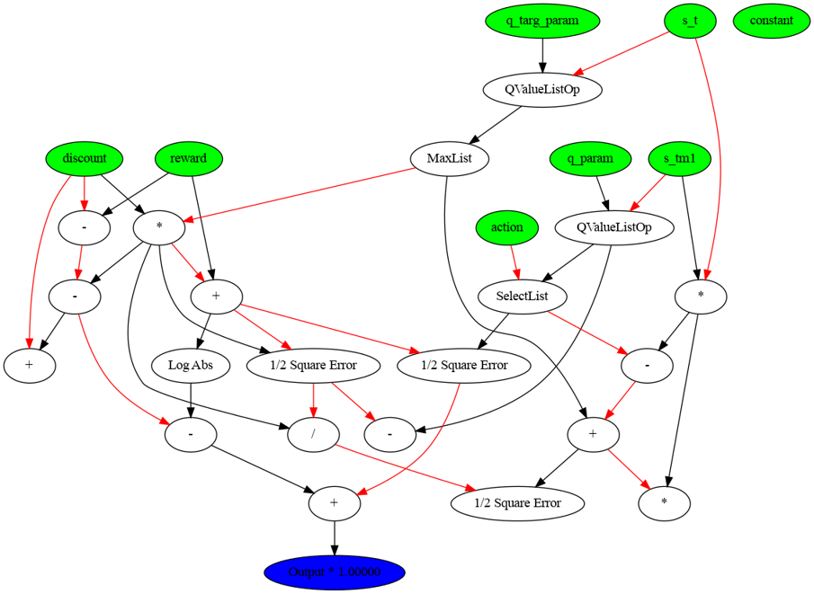 q_targ_param
s_t
constant
QValueListOp
discount
reward
MaxList
q_param
s_tm1
-
*
action
QValueListOp
-
+
SelectList
*
+
Log Abs
1/2 Square Error
1/2 Square Error
-
-
/
-
+
+
1/2 Square Error
*
Output * 1.00000